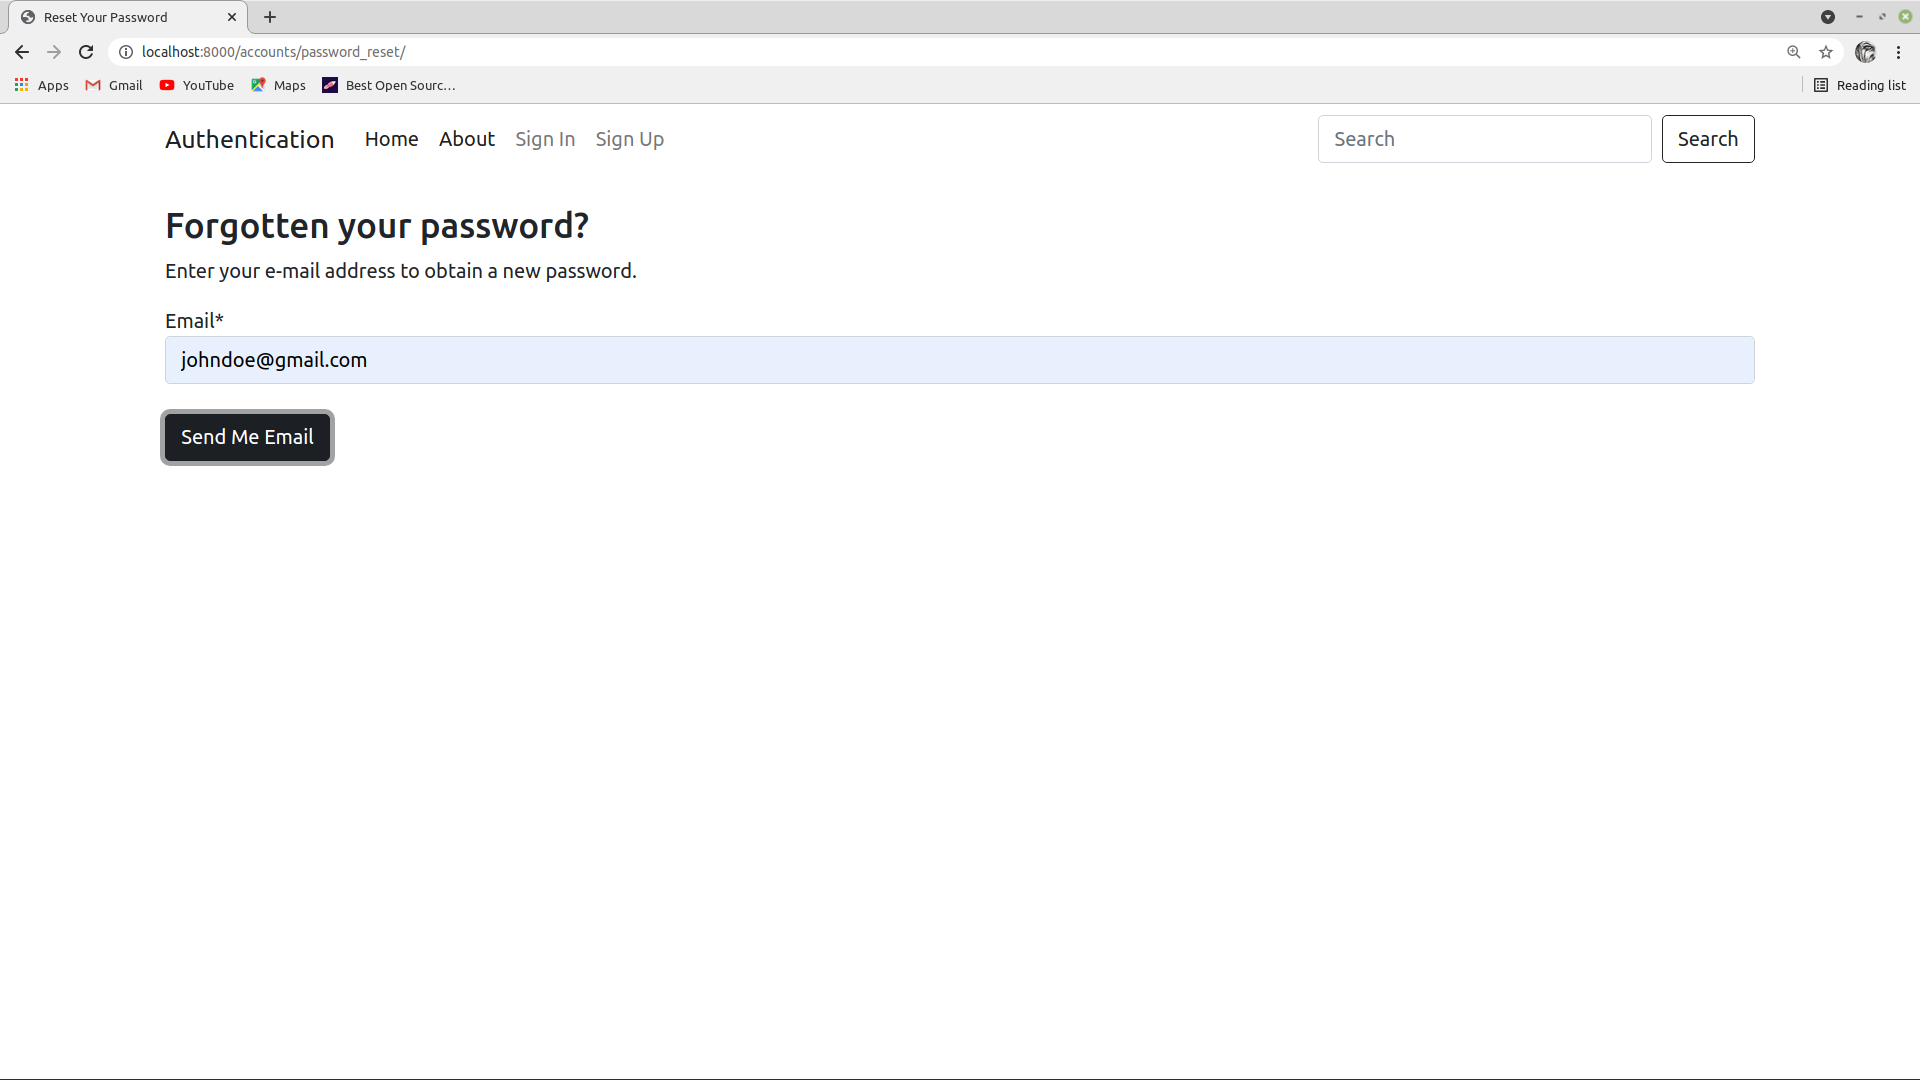 Reset Your Password
localhost:8000/accounts/password_reset/
Apps Gmail YouTube Maps Best Open Sourc... Reading list
Authentication Home About Sign In Sign Up Search Search
Forgotten your password?
Enter your e-mail address to obtain a new password.
Email*
johndoe@gmail.com
Send Me Email